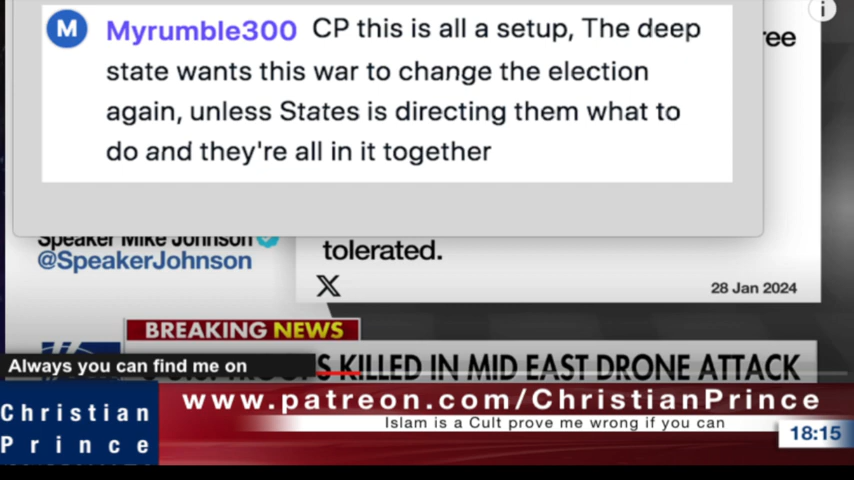 M Myrumble300 CP this is all a setup, The deep
state wants this war to change the election
again, unless States is directing them what to
do and they're all in it together
Speaker Mike Johnson
@SpeakerJohnson
tolerated.
X
28 Jan 2024
BREAKING NEWS
KILLED IN MID EAST DRONE ATTACK
Always you can find me on
Christian
Prince
www.patreon.com/ChristianPrince
Islam is a Cult prove me wrong if you can
18:15